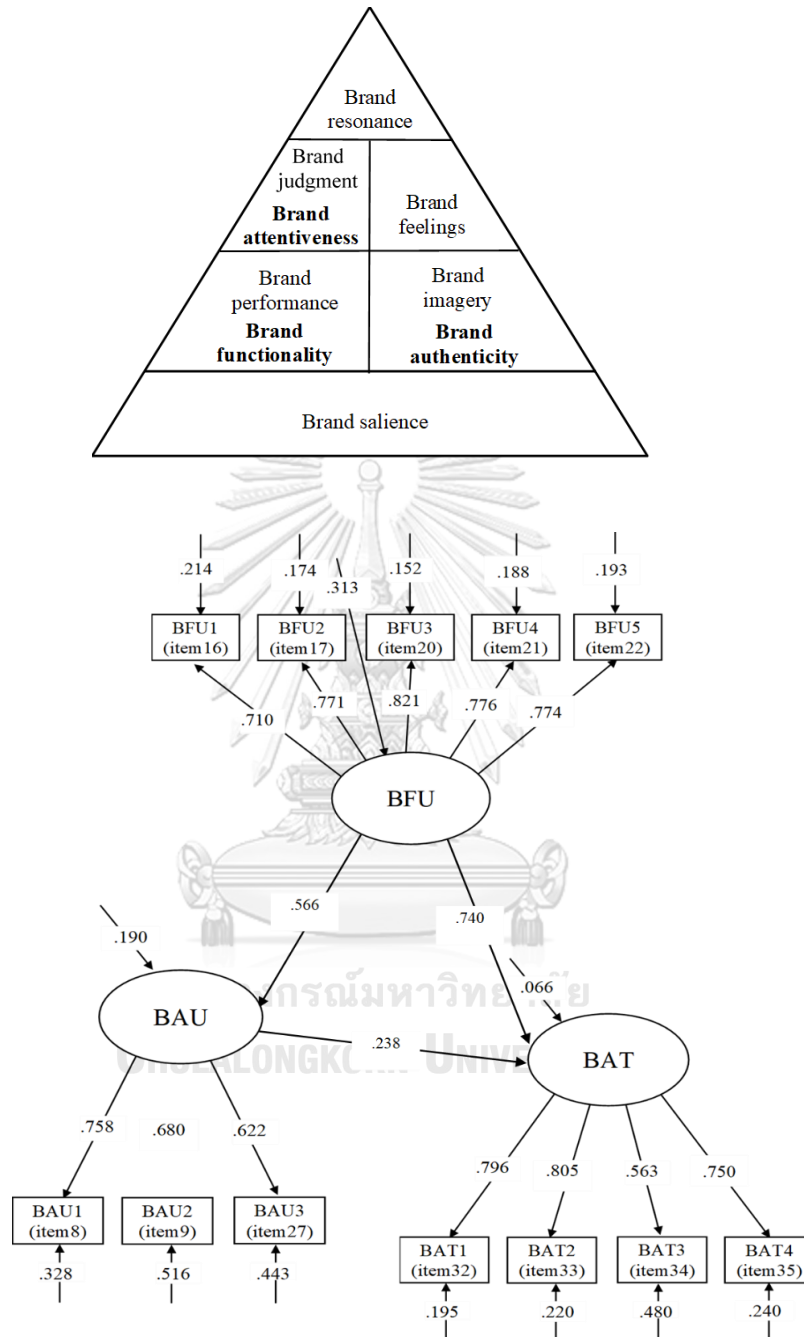 Brand
resonance
Brand
judgment
Brand
attentiveness
Brand
feelings
Brand
performance
Brand
functionality
Brand
imagery
Brand
authenticity
Brand salience
.214
.174
.313
.152
.188
.193
BFU1
(item16)
BFU2
(item17)
BFU3
(item20)
BFU4
(item21)
BFU5
(item22)
.710
.771
.821
.776
.774
BFU
.566
.740
.190
.066
BAU
.238
BAT
.758
.680
.622
.796
.805
.563
.750
BAU1
(item8)
BAU2
(item9)
BAU3
(item27)
.328
.516
.443
BAT1
(item32)
BAT2
(item33)
BAT3
(item34)
BAT4
(item35)
.195
.220
.480
.240